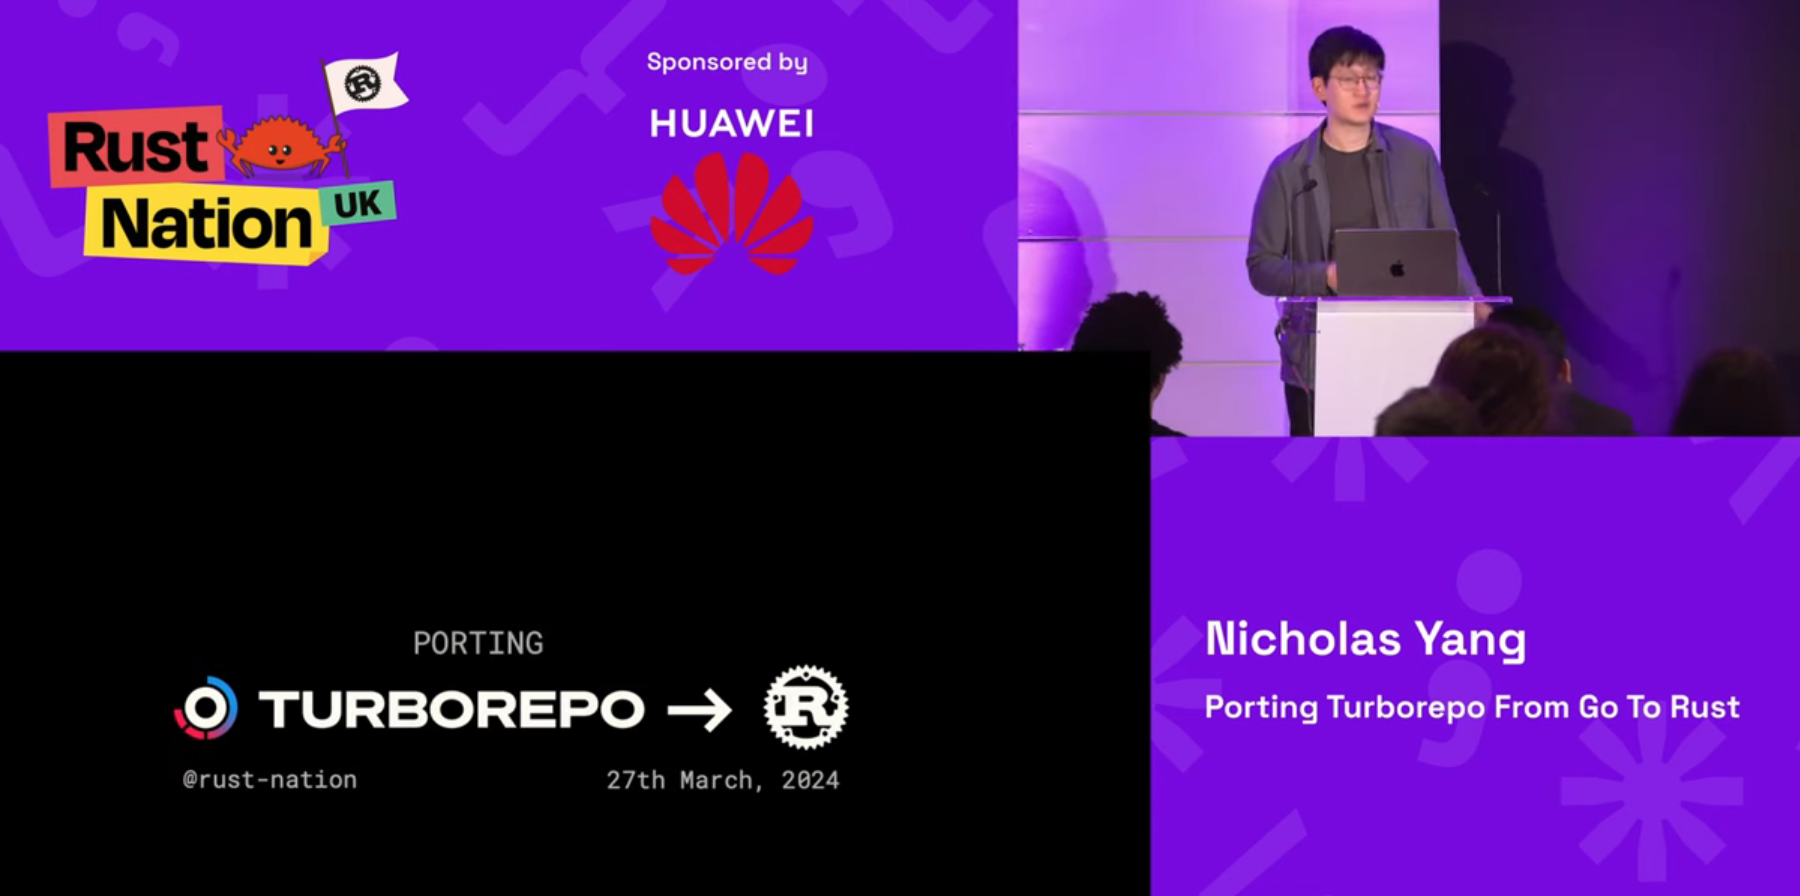 Rust
Nation
UK
Sponsored by
HUAWEI
PORTING
TURBOREPO →
R
@rust-nation
27th March, 2024
Nicholas Yang
Porting Turborepo From Go To Rust